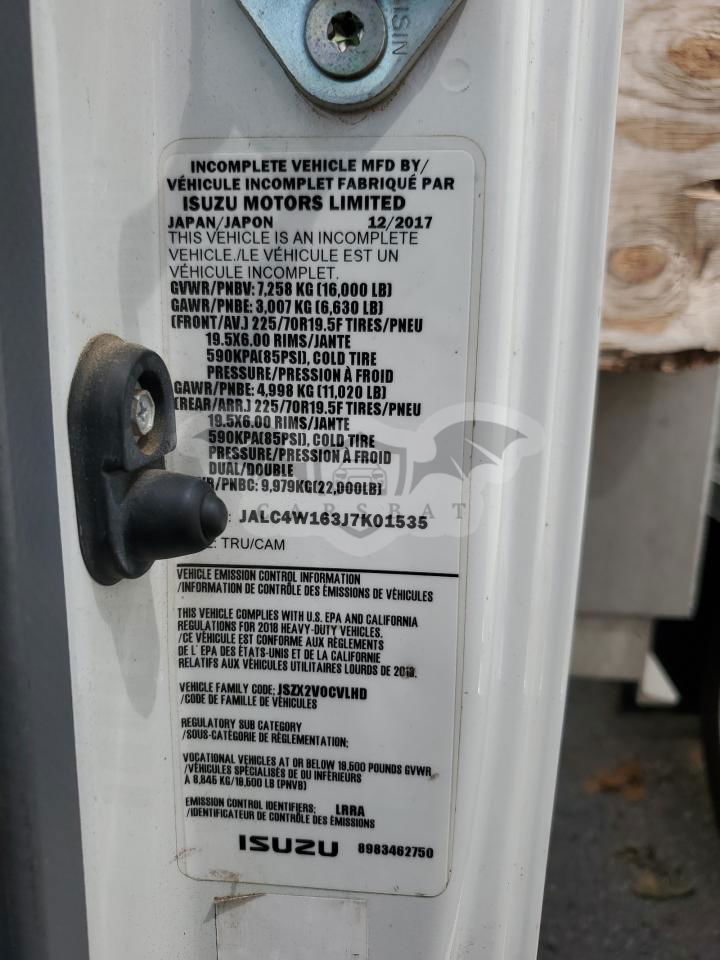 AISIN
INCOMPLETE VEHICLE MFD BY/
VÉHICULE INCOMPLET FABRIQUÉ PAR
ISUZU MOTORS LIMITED
JAPAN/JAPON 12/2017
THIS VEHICLE IS AN INCOMPLETE
VEHICLE./LE VÉHICULE EST UN
VÉHICULE INCOMPLET.
GVWR/PNBV: 7,258 KG (16,000 LB)
GAWR/PNBE: 3,007 KG (6,630 LB)
(FRONT/AV.) 225/70R19.5F TIRES/PNEU
19.5X6.00 RIMS/JANTE
590KPA(85PSI), COLD TIRE
PRESSURE/PRESSION À FROID
GAWR/PNBE: 4,998 KG (11,020 LB)
(REAR/ARR.) 225/70R19.5F TIRES/PNEU
19.5X6.00 RIMS/JANTE
590KPA(85PSI), COLD TIRE
PRESSURE/PRESSION À FROID
DUAL/DOUBLE
/PNBC: 9,979KG(22,000LB)
CARSBAT
: JALC4W163J7K01535
: TRU/CAM
VEHICLE EMISSION CONTROL INFORMATION
/INFORMATION DE CONTRÔLE DES ÉMISSIONS DE VÉHICULES
THIS VEHICLE COMPLIES WITH U.S. EPA AND CALIFORNIA
REGULATIONS FOR 2018 HEAVY-DUTY VEHICLES.
/CE VÉHICULE EST CONFORME AUX RÈGLEMENTS
DE L'EPA DES ÉTATS-UNIS ET DE LA CALIFORNIE
RELATIFS AUX VÉHICULES UTILITAIRES LOURDS DE 2018.
VEHICLE FAMILY CODE: JSZX2VOCVLHD
/CODE DE FAMILLE DE VÉHICULES
REGULATORY SUB CATEGORY
/SOUS-CATÉGORIE DE RÈGLEMENTATION:
VOCATIONAL VEHICLES AT OR BELOW 19,500 POUNDS GVWR
/VÉHICULES SPÉCIALISÉS DE OU INFÉRIEURS
À 8,845 KG/19,500 LB (PNVB)
EMISSION CONTROL IDENTIFIERS: LRRA
/IDENTIFICATEUR DE CONTRÔLE DES ÉMISSIONS
ISUZU 8983462750